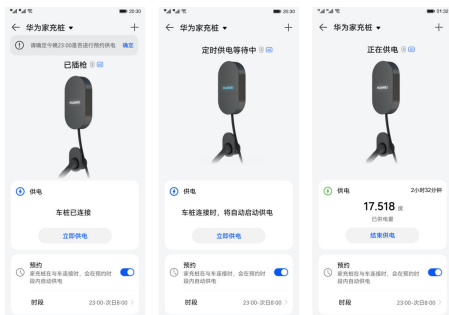 20:30
华为家充桩
请确定今晚23:00是否进行预约供电 确定
已插枪
HUAWEI
供电
车桩已连接
立即供电
预约
家充桩在与车连接时，会在预约时
段内自动供电
时段 23:00-次日8:00
20:30
华为家充桩
定时供电等待中
HUAWEI
供电
车桩连接时，将自动启动供电
立即供电
预约
家充桩在与车连接时，会在预约时
段内自动供电
时段 23:00-次日8:00
01:32
华为家充桩
正在供电
HUAWEI
供电 2小时32分钟
17.518 度
已供电量
结束供电
预约
家充桩在与车连接时，会在预约时
段内自动供电
时段 23:00-次日8:00